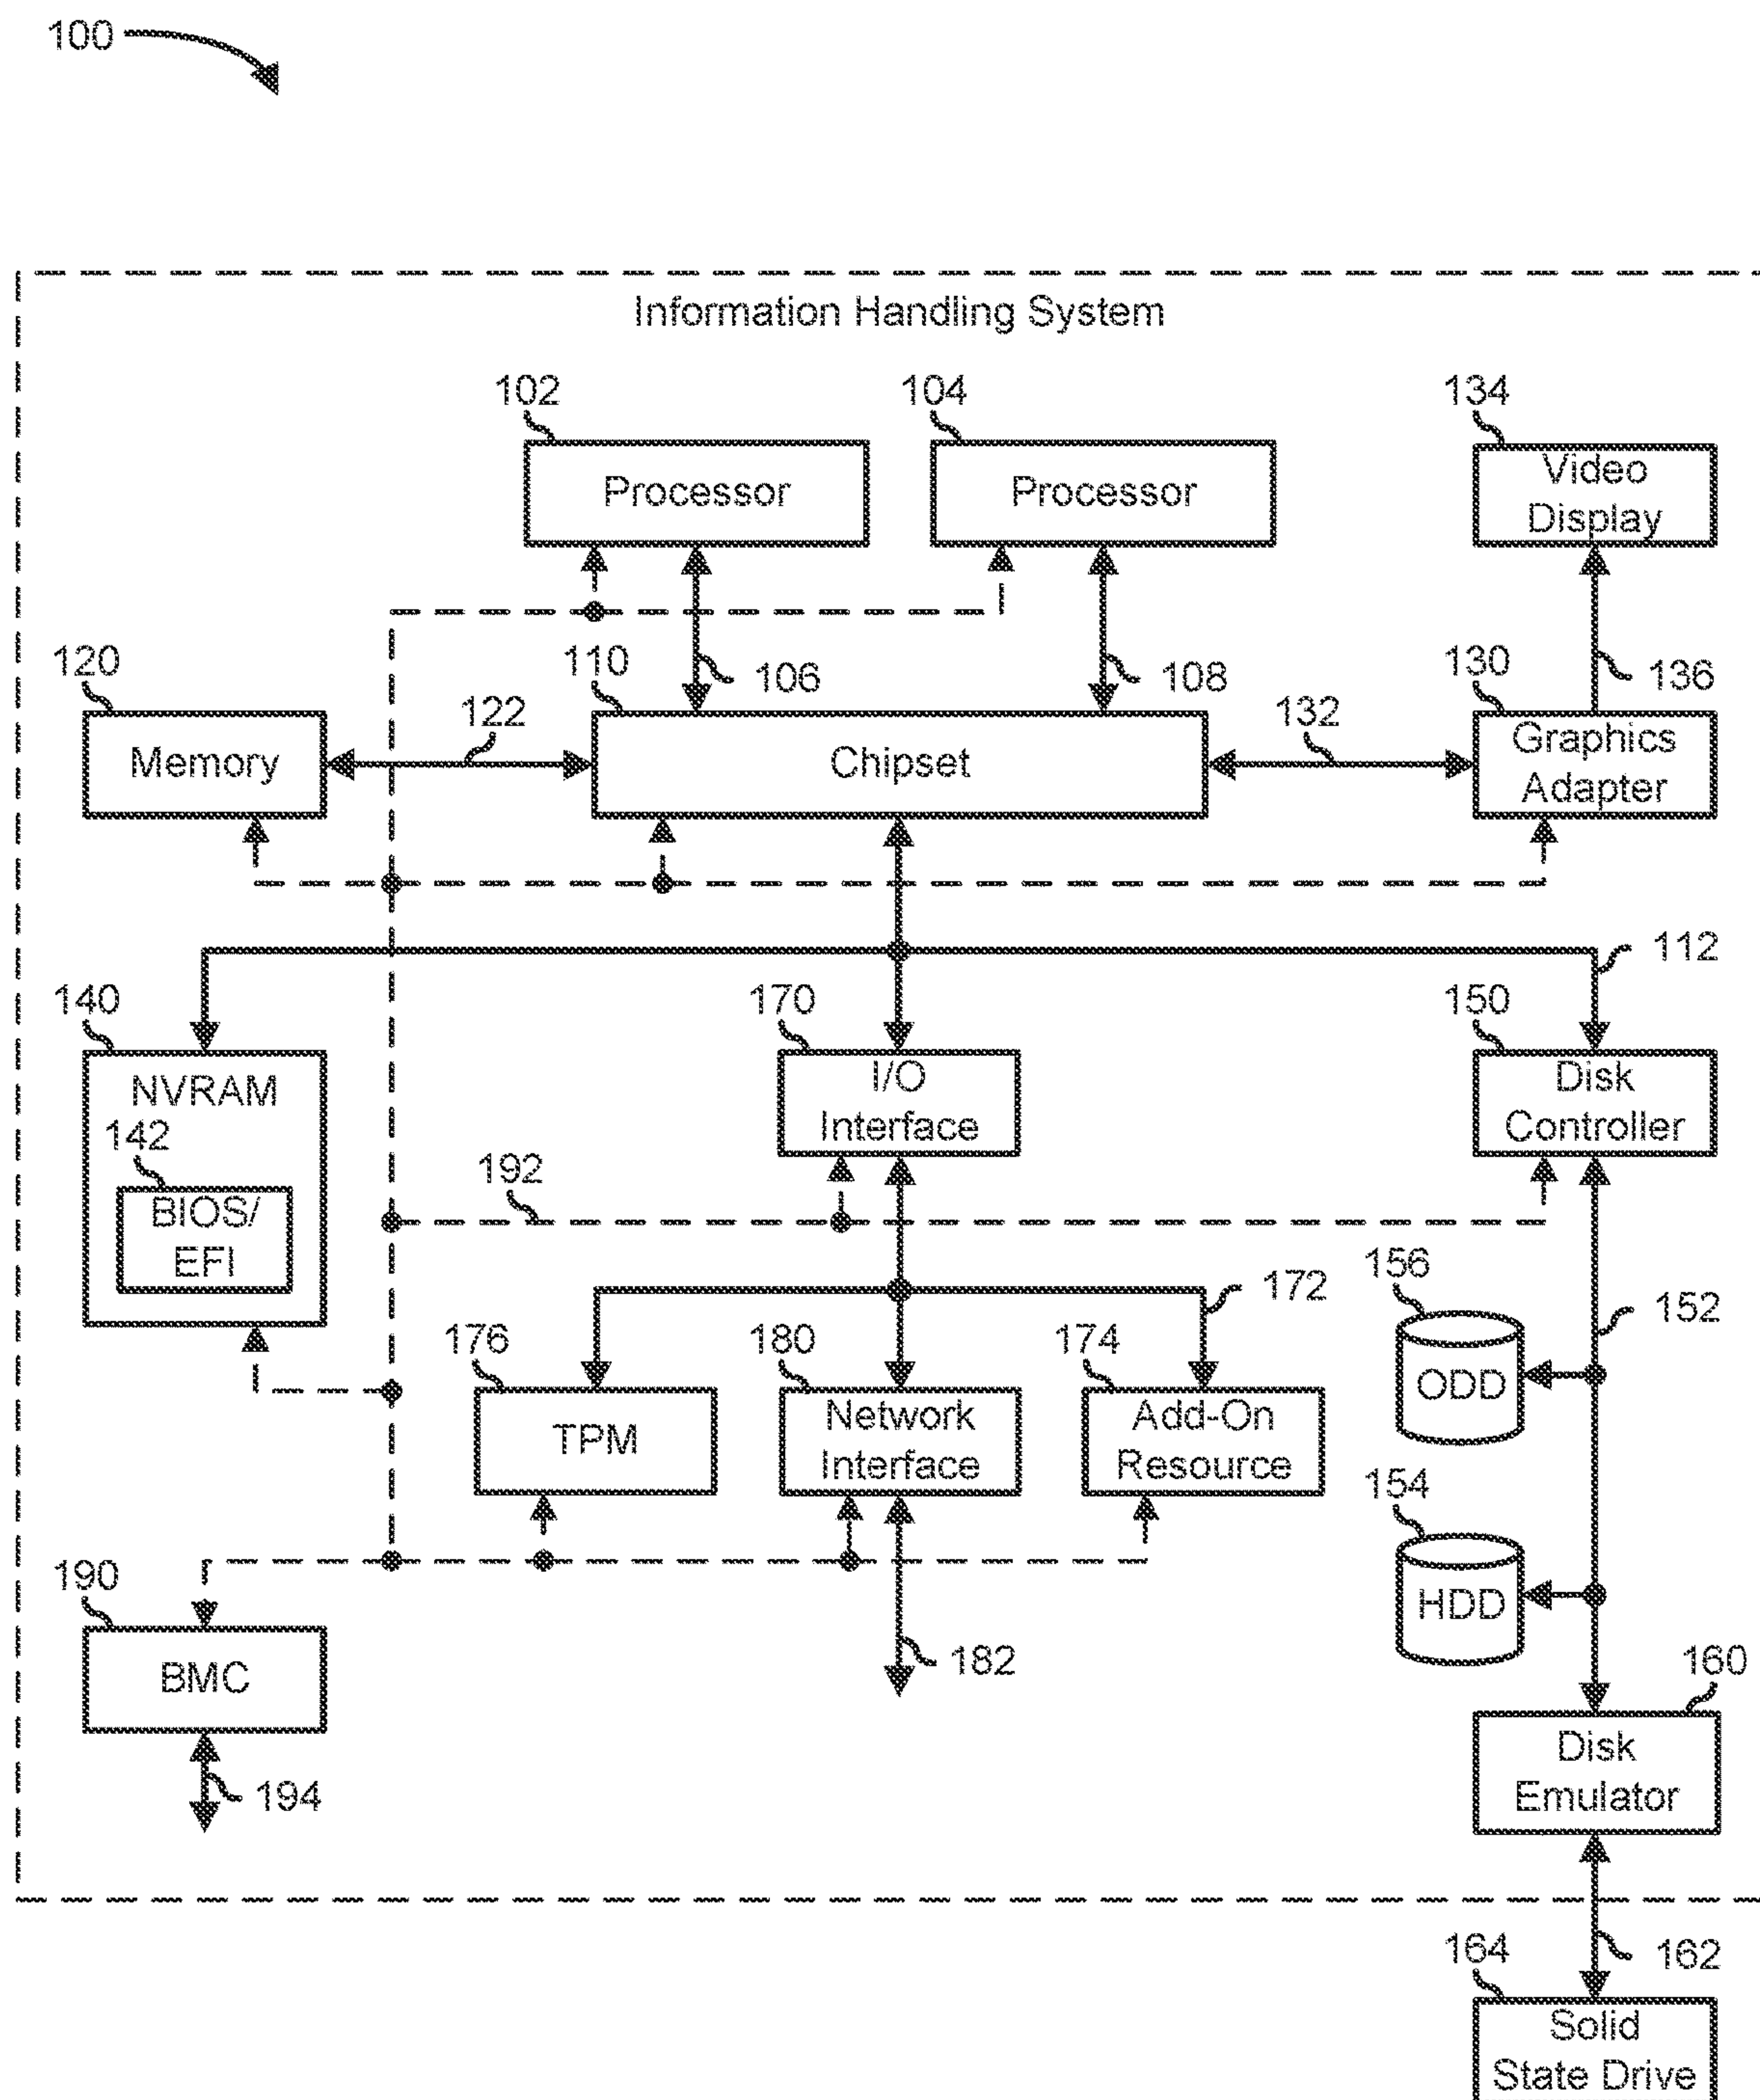 100
Information Handling System
102
104
134
Processor
Processor
Video
Display
120
110
106
108
130
136
122
132
Memory
Chipset
Graphics
Adapter
112
140
170
150
NVRAM
I/O
Interface
Disk
Controller
142
BIOS/
EFI
192
156
172
152
176
180
174
ODD
TPM
Network
Interface
Add-On
Resource
154
HDD
190
182
160
BMC
Disk
Emulator
194
164
162
Solid
State Drive